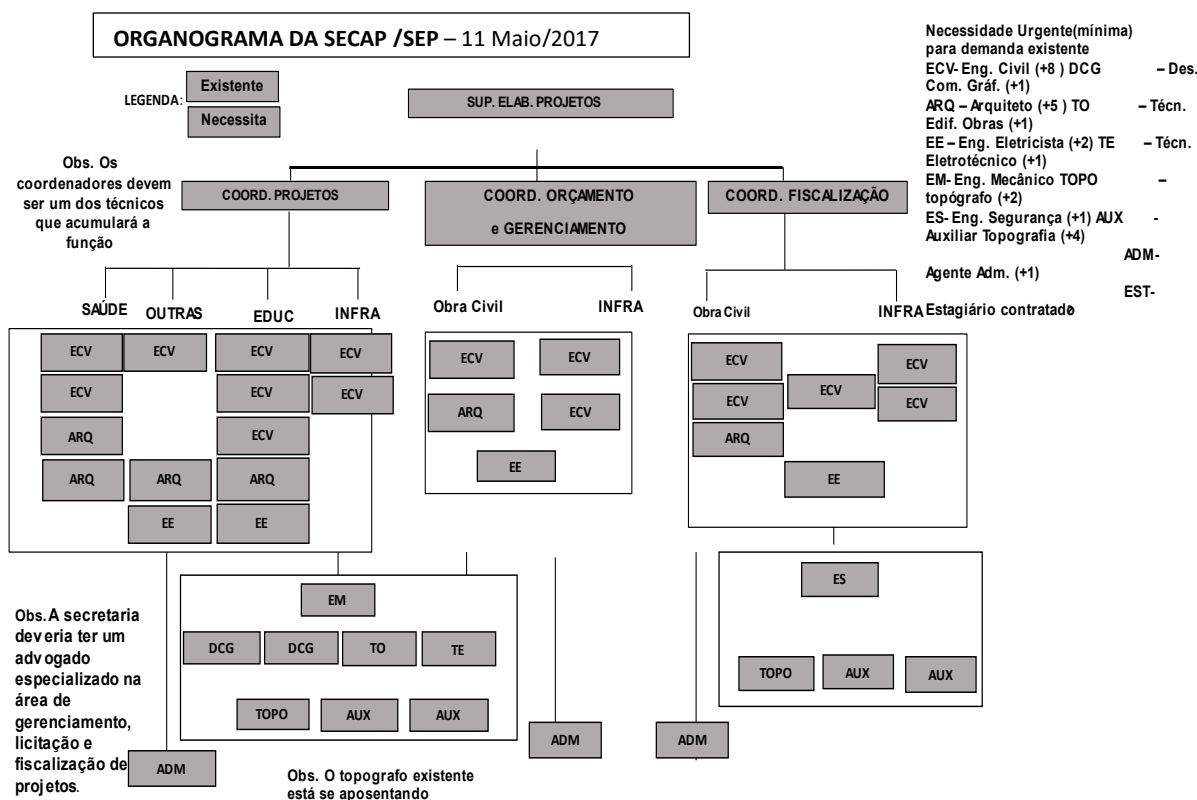 ORGANOGRAMA DA SECAP /SEP – 11 Maio/2017
LEGENDA:
Existente
Necessita
SUP. ELAB. PROJETOS
Necessidade Urgente(mínima)
para demanda existente
ECV- Eng. Civil (+8 ) DCG – Des.
Com. Gráf. (+1)
ARQ – Arquiteto (+5 ) TO – Técn.
Edif. Obras (+1)
EE – Eng. Eletricista (+2) TE – Técn.
Eletrotécnico (+1)
EM- Eng. Mecânico TOPO –
topógrafo (+2)
ES- Eng. Segurança (+1) AUX -
Auxiliar Topografia (+4)
ADM-
Agente Adm. (+1)
EST-
Estagiário contratado
Obs. Os
coordenadores devem
ser um dos técnicos
que acumulará a
função
COORD. PROJETOS
COORD. ORÇAMENTO
e GERENCIAMENTO
COORD. FISCALIZAÇÃO
SAÚDE OUTRAS EDUC INFRA
ECV ECV ECV ECV
ECV ECV ECV
ARQ ECV
ARQ ARQ ARQ
EE EE
Obra Civil INFRA
ECV ECV
ARQ ECV
EE
Obra Civil INFRA
ECV ECV
ECV ECV ECV
ARQ
EE
EM
DCG DCG TO TE
TOPO AUX AUX
ES
TOPO AUX AUX
Obs. A secretaria
deveria ter um
advogado
especializado na
área de
gerenciamento,
licitação e
fiscalização de
projetos.
ADM
ADM
ADM
Obs. O topografo existente
está se aposentando